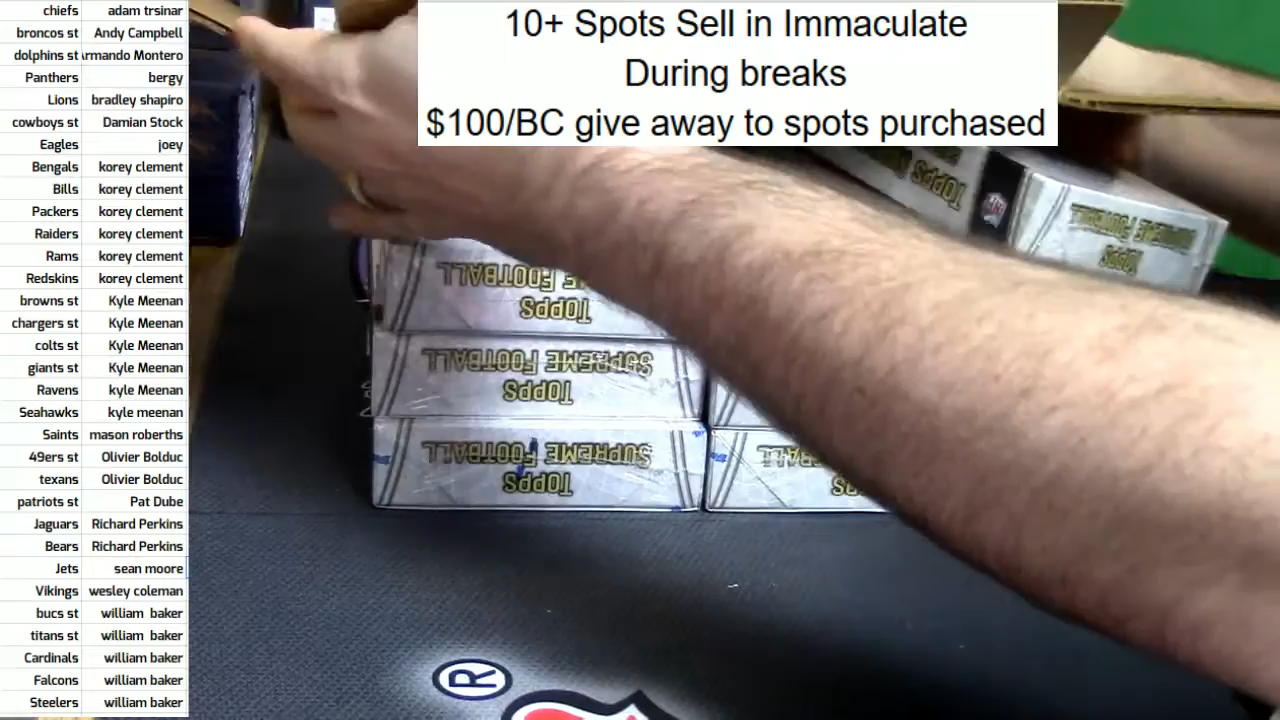 chiefs adam trsinar
broncos st Andy Campbell
dolphins st rmando Montero
Panthers bergy
Lions bradley shapiro
cowboys st Damian Stock
Eagles joey
Bengals korey clement
Bills korey clement
Packers korey clement
Raiders korey clement
Rams korey clement
Redskins korey clement
browns st Kyle Meenan
chargers st Kyle Meenan
colts st Kyle Meenan
giants st Kyle Meenan
Ravens kyle Meenan
Seahawks kyle meenan
Saints mason roberths
49ers st Olivier Bolduc
texans Olivier Bolduc
patriots st Pat Dube
Jaguars Richard Perkins
Bears Richard Perkins
Jets sean moore
Vikings wesley coleman
bucs st william baker
titans st william baker
Cardinals william baker
Falcons william baker
Steelers william baker
10+ Spots Sell in Immaculate
During breaks
$100/BC give away to spots purchased
TOPPS
TOPPS
SUPREME FOOTBALL
TOPPS
FOOTBALL
TOPPS
SUPREME FOOTBALL
TOPPS
SUPREME FOOTBALL
TOPPS
®